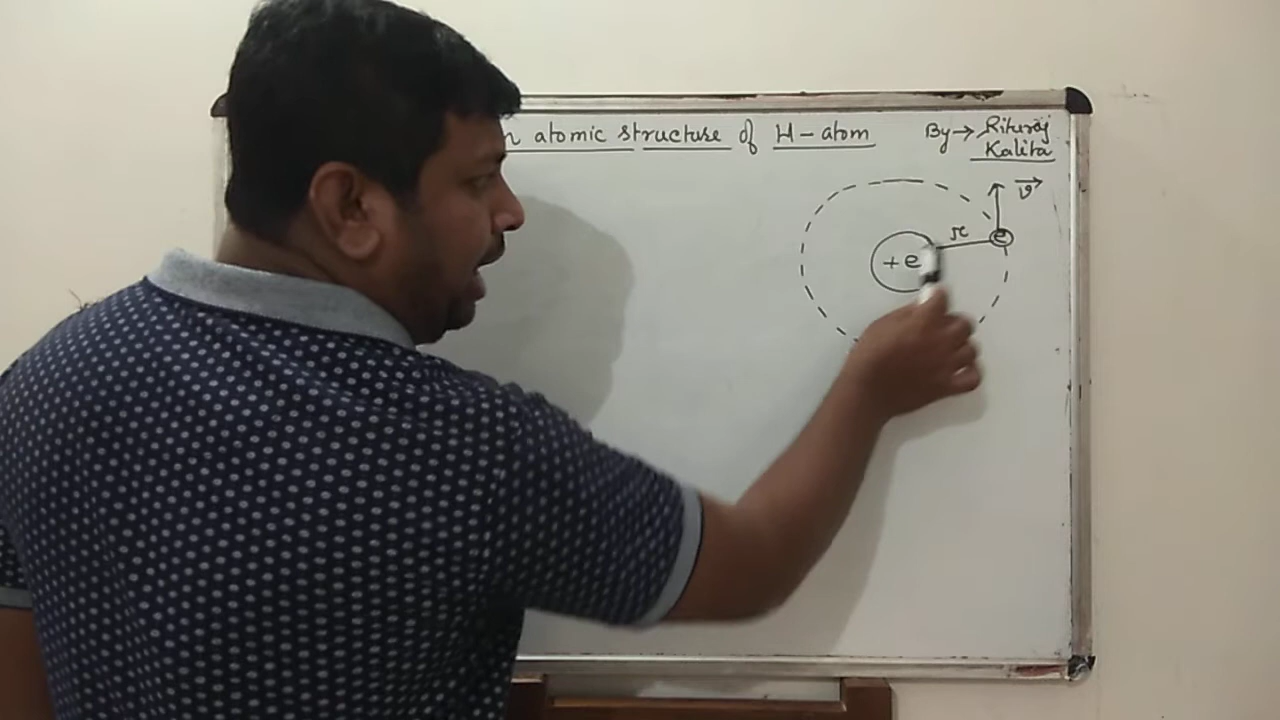 atomic structure of H-atom
By → Rituraj
Kalita
v
r
e
+e